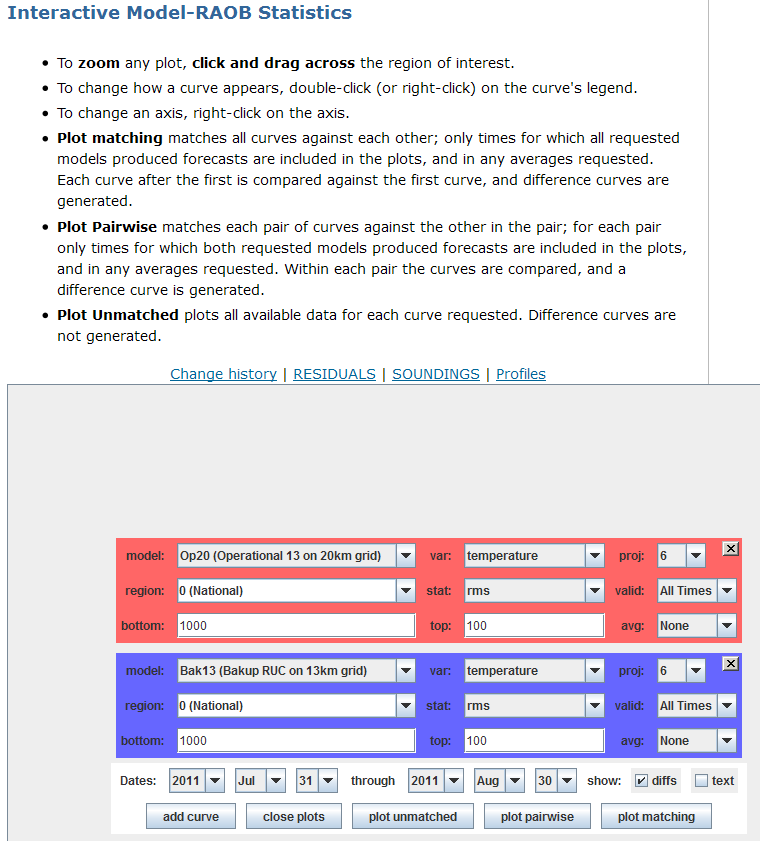 Interactive Model-RAOB Statistics
• To zoom any plot, click and drag across the region of interest.
• To change how a curve appears, double-click (or right-click) on the curve's legend.
• To change an axis, right-click on the axis.
• Plot matching matches all curves against each other; only times for which all requested
models produced forecasts are included in the plots, and in any averages requested.
Each curve after the first is compared against the first curve, and difference curves are
generated.
• Plot Pairwise matches each pair of curves against the other in the pair; for each pair
only times for which both requested models produced forecasts are included in the plots,
and in any averages requested. Within each pair the curves are compared, and a
difference curve is generated.
• Plot Unmatched plots all available data for each curve requested. Difference curves are
not generated.
Change history | RESIDUALS | SOUNDINGS | Profiles
model: Op20 (Operational 13 on 20km grid) var: temperature proj: 6 X
region: 0 (National) stat: rms valid: All Times
bottom: 1000 top: 100 avg: None
model: Bak13 (Bakup RUC on 13km grid) var: temperature proj: 6 X
region: 0 (National) stat: rms valid: All Times
bottom: 1000 top: 100 avg: None
Dates: 2011 Jul 31 through 2011 Aug 30 show: diffs text
add curve close plots plot unmatched plot pairwise plot matching